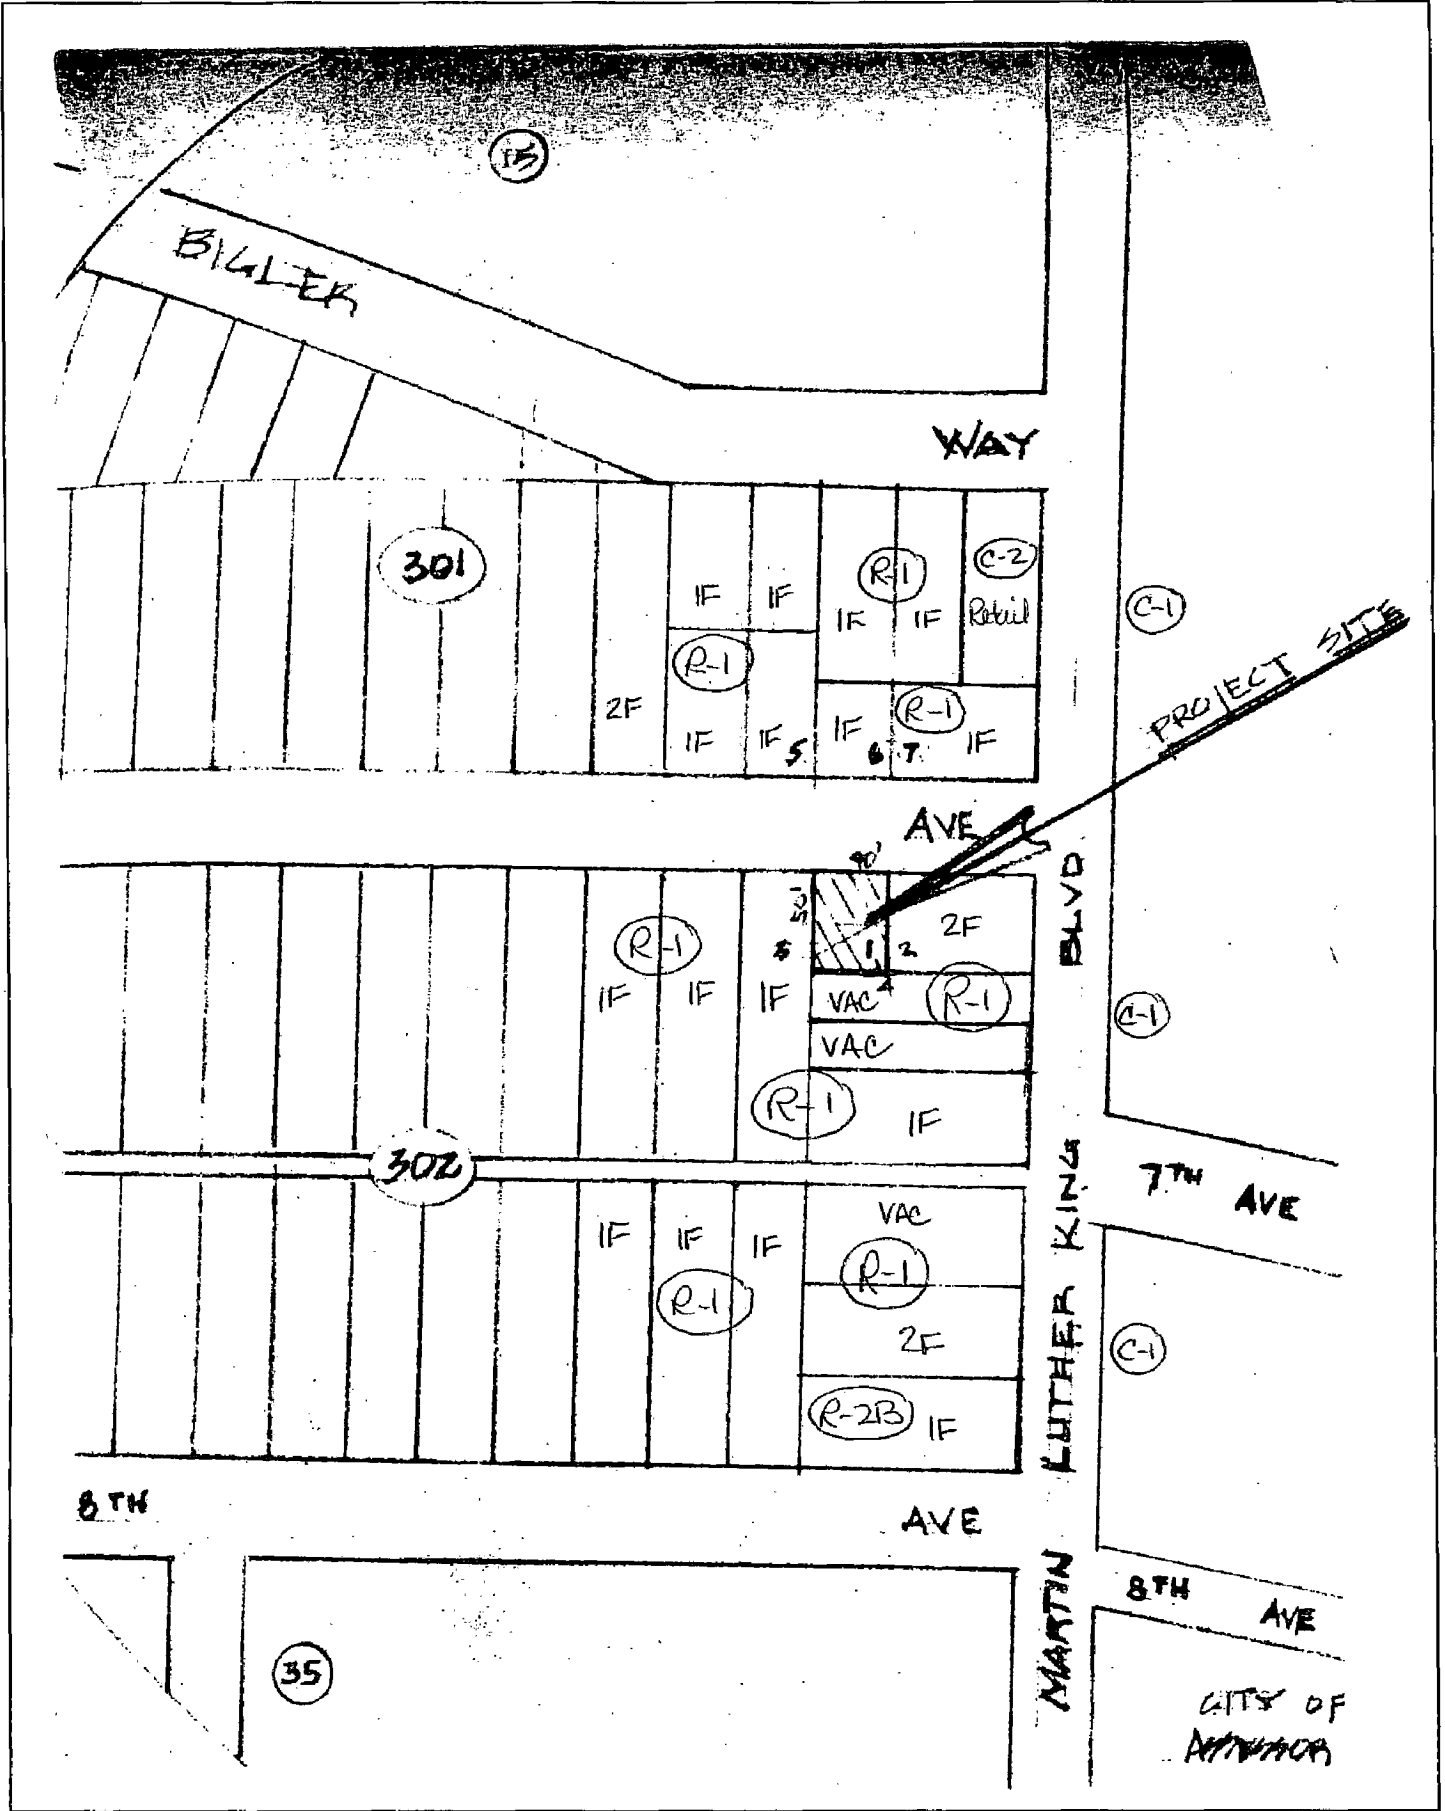 15
BIGLER
WAY
301
R-1
C-2
1F
1F
1F
1F
Retail
C-1
R-1
PROJECT SITE
2F
1F
1F
5
1F
6
7
R-1
1F
AVE
50'
R-1
1F
1F
1F
1
2
4
2F
VAC
R-1
VAC
R-1
1F
BLVD
C-1
302
7TH AVE
1F
1F
1F
R-1
VAC
R-1
2F
R-2B
1F
C-1
MARTIN LUTHER KING
8TH
AVE
8TH
AVE
35
CITY OF